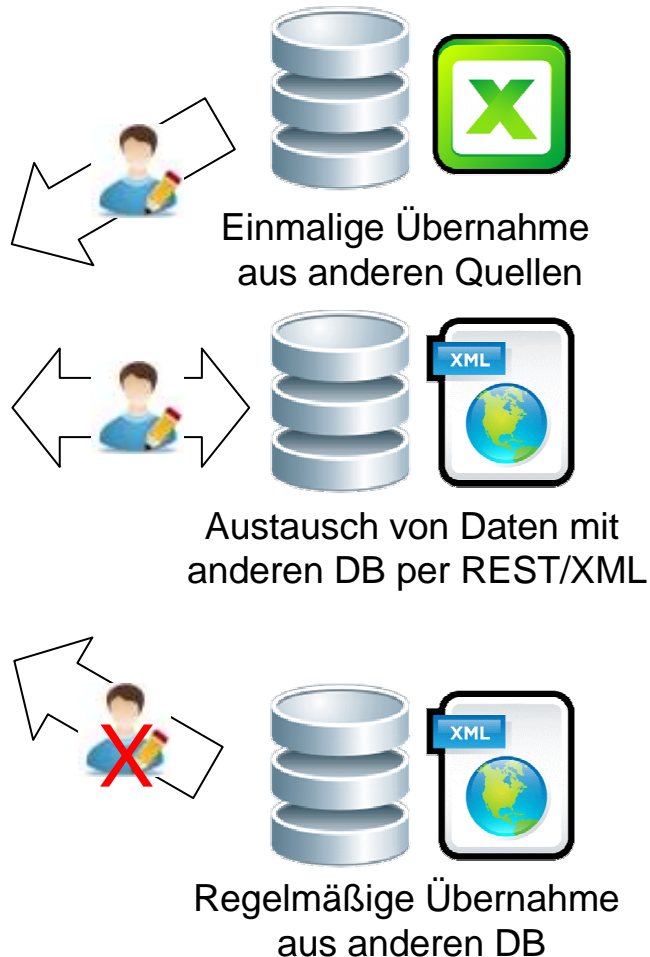 X
Einmalige Übernahme
aus anderen Quellen
XML
Austausch von Daten mit
anderen DB per REST/XML
X
XML
Regelmäßige Übernahme
aus anderen DB